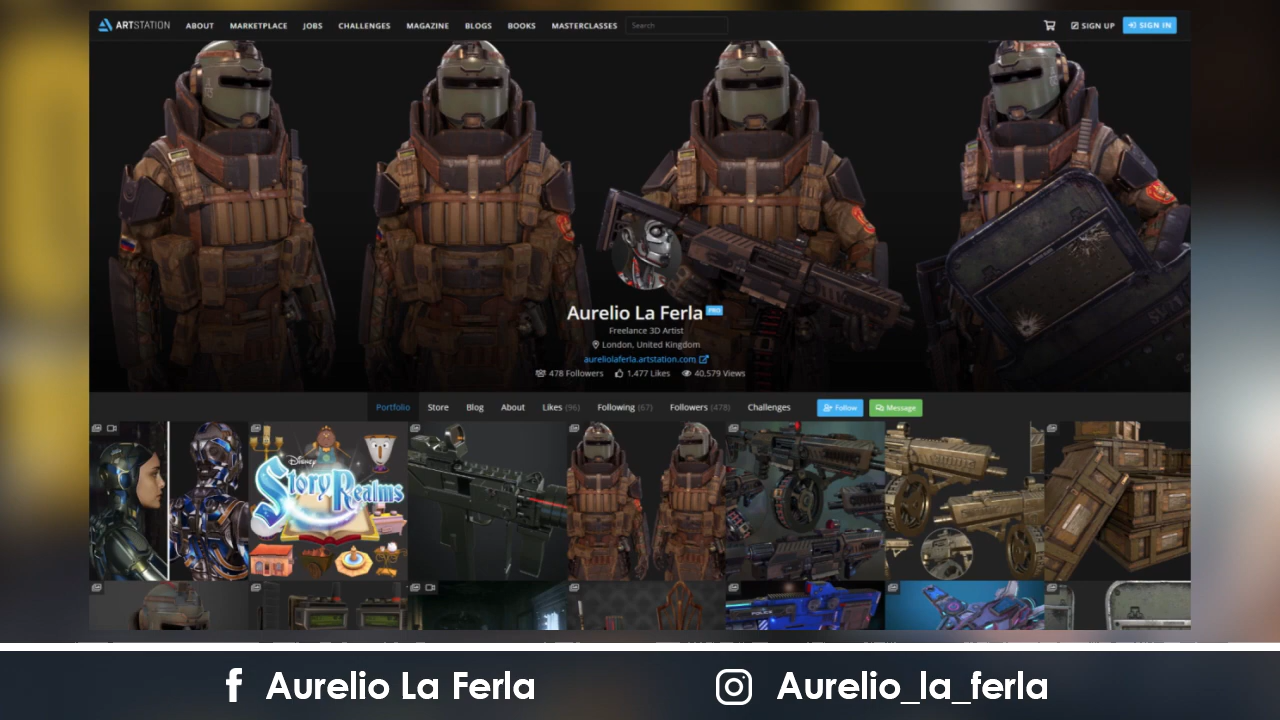 ARTSTATION ABOUT MARKETPLACE JOBS CHALLENGES MAGAZINE BLOGS BOOKS MASTERCLASSES Search SIGN UP SIGN IN
Aurelio La Ferla PRO
Freelance 3D Artist
London, United Kingdom
aureliolaferla.artstation.com
478 Followers 1,477 Likes 40,579 Views
Portfolio Store Blog About Likes (96) Following (67) Followers (478) Challenges Follow Message
Disney
Story Realms
POLICE
Aurelio La Ferla Aurelio_la_ferla